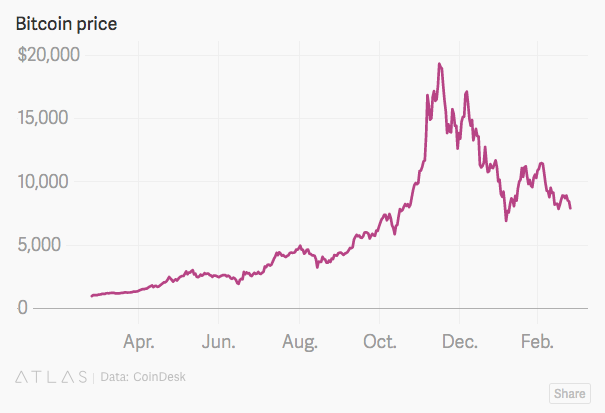 Bitcoin price
$20,000
15,000
10,000
5,000
0
Apr. Jun. Aug. Oct. Dec. Feb.
ATLAS | Data: CoinDesk
Share